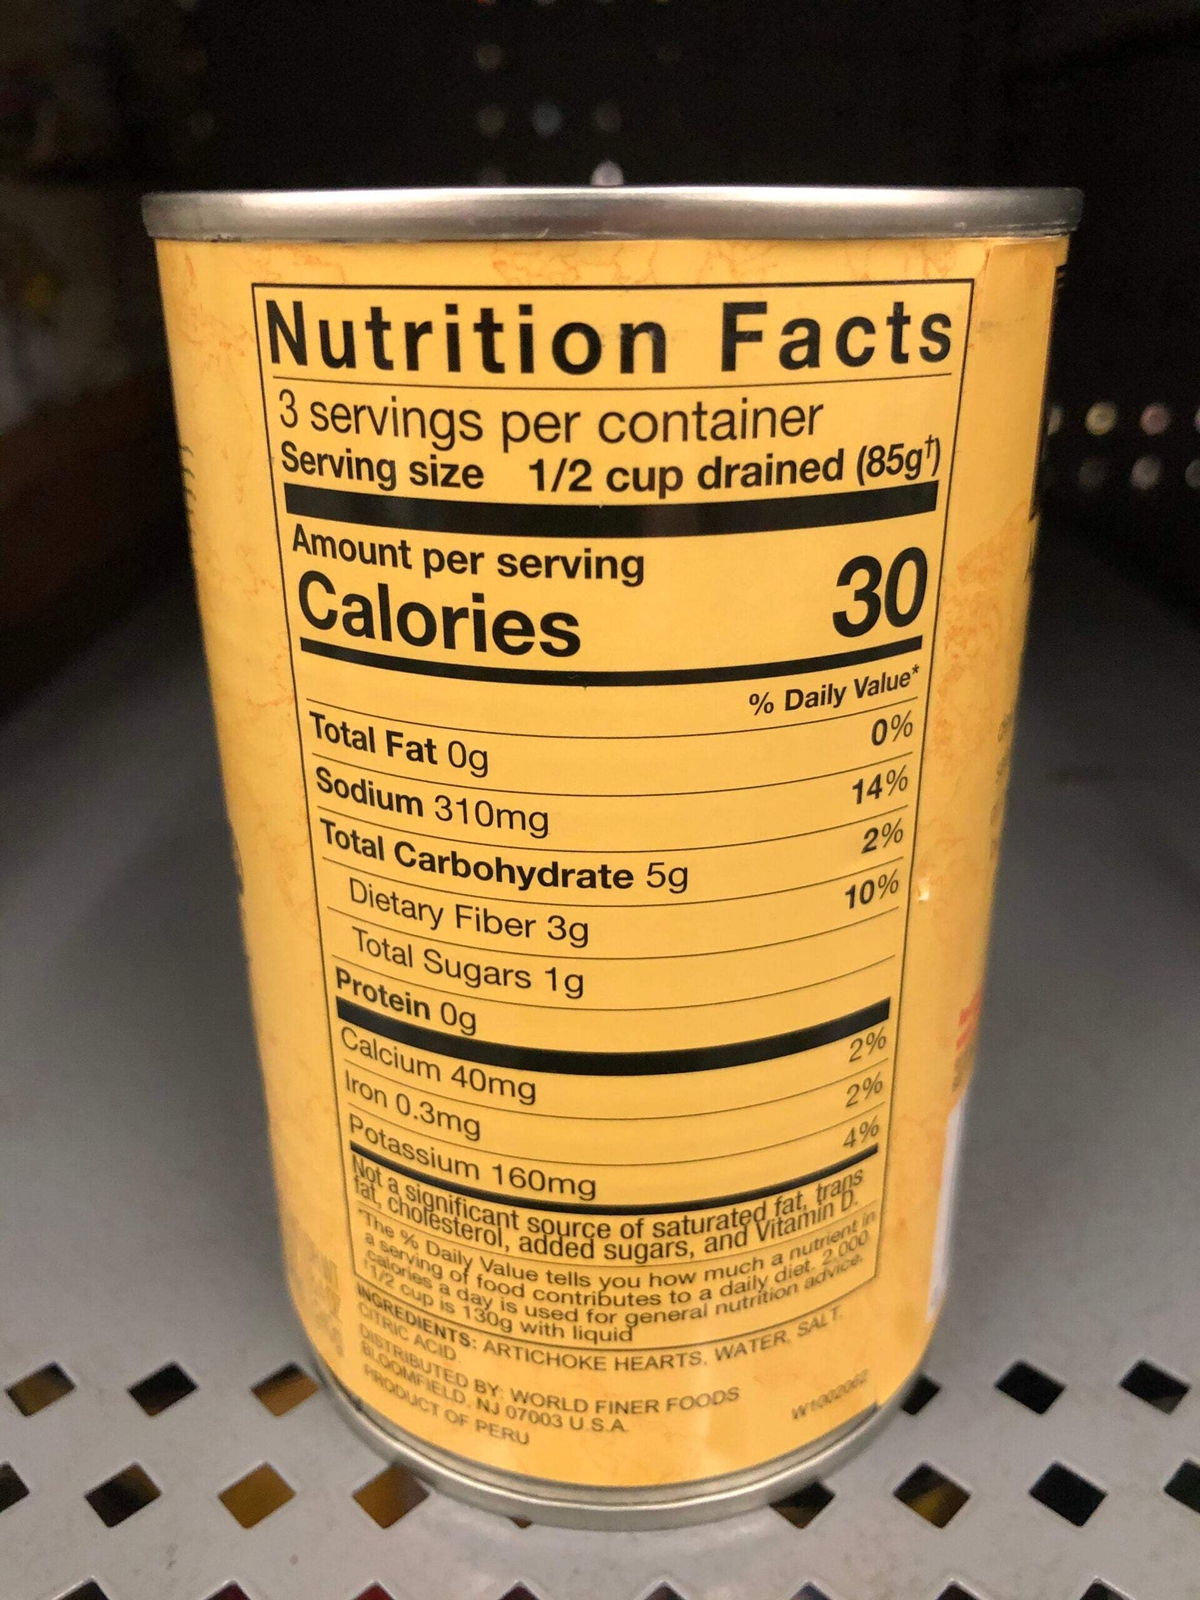 Nutrition Facts
3 servings per container
Serving size 1/2 cup drained (85g†)
Amount per serving
Calories 30
% Daily Value*
Total Fat 0g 0%
Sodium 310mg 14%
Total Carbohydrate 5g 2%
Dietary Fiber 3g 10%
Total Sugars 1g
Protein 0g
Calcium 40mg 2%
Iron 0.3mg 2%
Potassium 160mg 4%
Not a significant source of saturated fat, trans
fat, cholesterol, added sugars, and Vitamin D.
*The % Daily Value tells you how much a nutrient in
a serving of food contributes to a daily diet. 2,000
calories a day is used for general nutrition advice.
†1/2 cup is 130g with liquid
INGREDIENTS: ARTICHOKE HEARTS, WATER, SALT,
CITRIC ACID.
DISTRIBUTED BY: WORLD FINER FOODS
BLOOMFIELD, NJ 07003 U.S.A.
PRODUCT OF PERU
W1002062